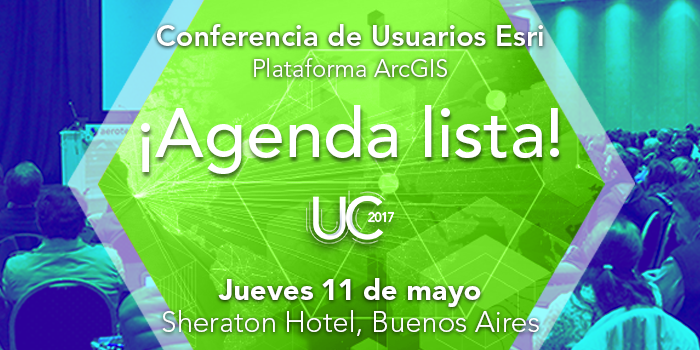 Conferencia de Usuarios Esri
Plataforma ArcGIS
¡Agenda lista!
UC 2017
Jueves 11 de mayo
Sheraton Hotel, Buenos Aires